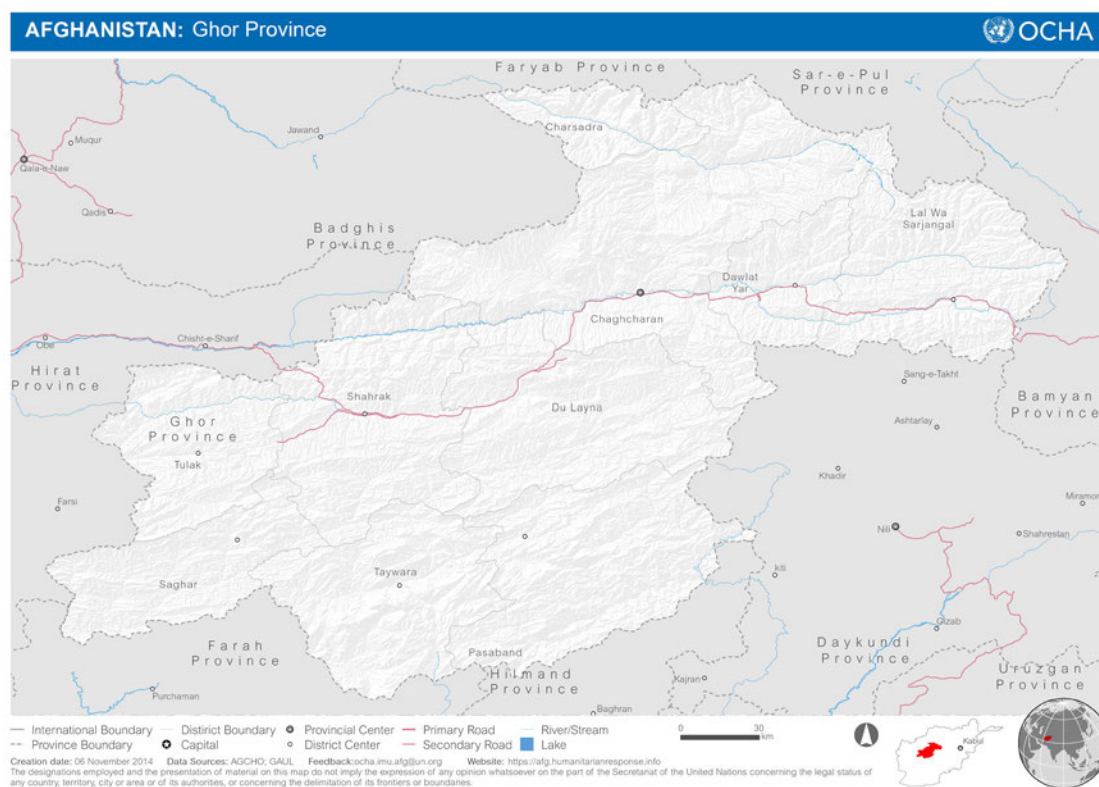 AFGHANISTAN: Ghor Province
OCHA
Faryab Province
Sar-e-Pul
Province
Charsadra
Jawand
Muqur
Qala-e-Naw
Qadis
Badghis
Province
Lal Wa
Sarjangal
Dawlat
Yar
Chaghcharan
Obe
Chisht-e-Sharif
Hirat
Province
Shahrak
Du Layna
Sang-e-Takht
Bamyan
Province
Ghor
Province
Tulak
Ashtarlay
Khadir
Farsi
Miramor
Nili
Shahrestan
Saghar
Taywara
kiti
Gizab
Farah
Province
Pasaband
Hilmand
Province
Daykundi
Province
Uruzgan
Province
Purchaman
Kajran
Baghran
International Boundary District Boundary Provincial Center Primary Road River/Stream
Province Boundary Capital District Center Secondary Road Lake
0 30
km
Kabul
Creation date: 06 November 2014 Data Sources: AGCHO; GAUL Feedback:ocha.imu.afg@un.org Website: https://afg.humanitarianresponse.info
The designations employed and the presentation of material on this map do not imply the expression of any opinion whatsoever on the part of the Secretariat of the United Nations concerning the legal status of
any country, territory, city or area or of its authorities, or concerning the delimitation of its frontiers or boundaries.